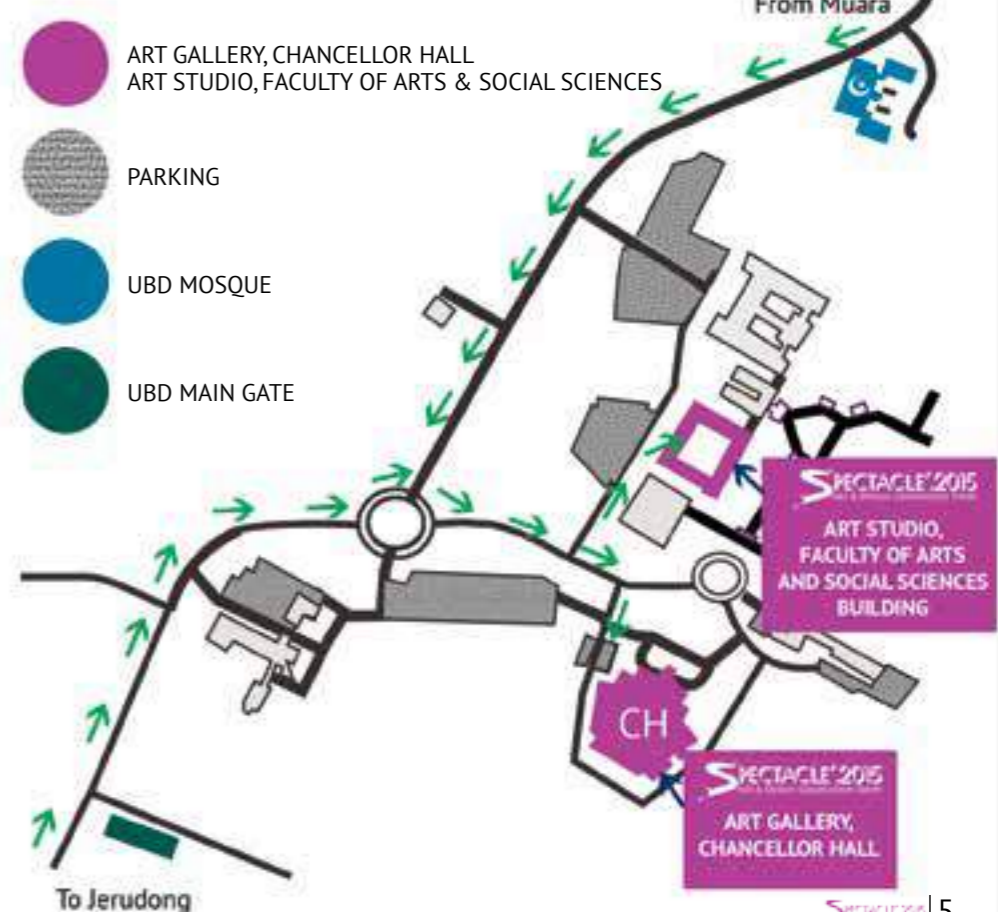 From Muara
ART GALLERY, CHANCELLOR HALL
ART STUDIO, FACULTY OF ARTS & SOCIAL SCIENCES
PARKING
UBD MOSQUE
UBD MAIN GATE
SPECTACLE'2015
ART STUDIO,
FACULTY OF ARTS
AND SOCIAL SCIENCES
BUILDING
CH
SPECTACLE'2015
ART GALLERY,
CHANCELLOR HALL
To Jerudong
SPECTACLE'2015 | 5